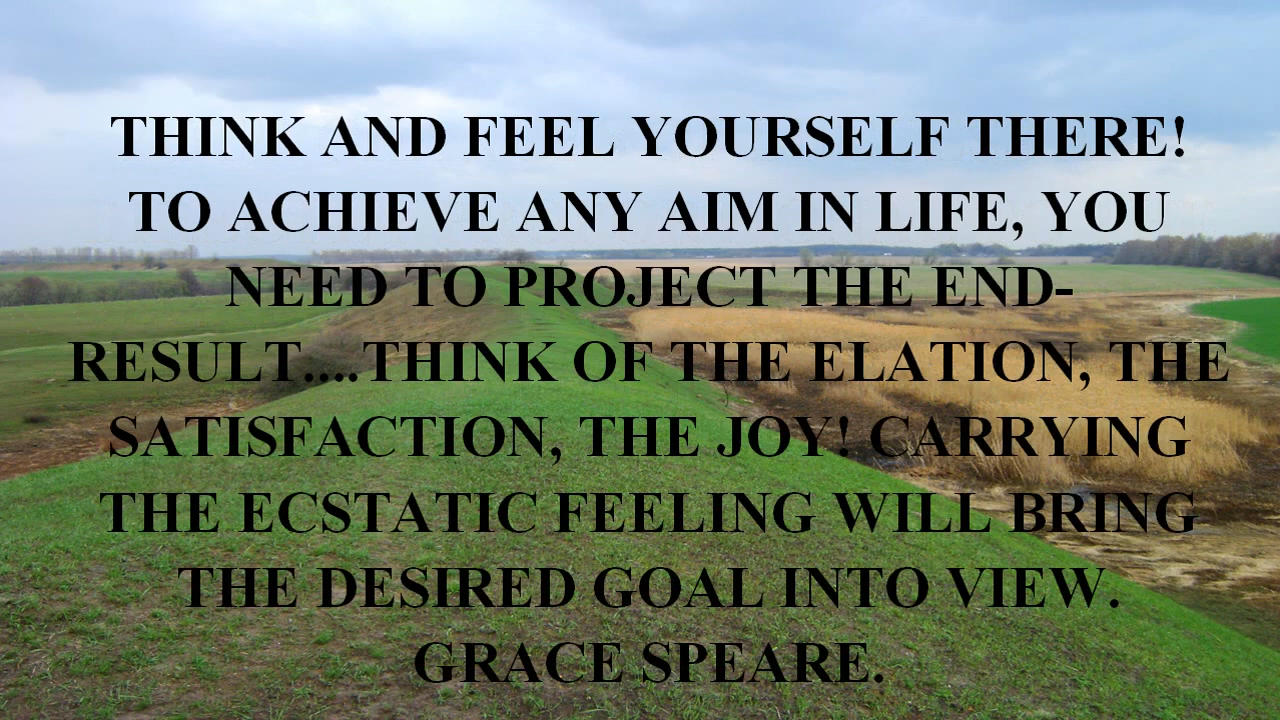 THINK AND FEEL YOURSELF THERE!
TO ACHIEVE ANY AIM IN LIFE, YOU
NEED TO PROJECT THE END-
RESULT....THINK OF THE ELATION, THE
SATISFACTION, THE JOY! CARRYING
THE ECSTATIC FEELING WILL BRING
THE DESIRED GOAL INTO VIEW.
GRACE SPEARE.